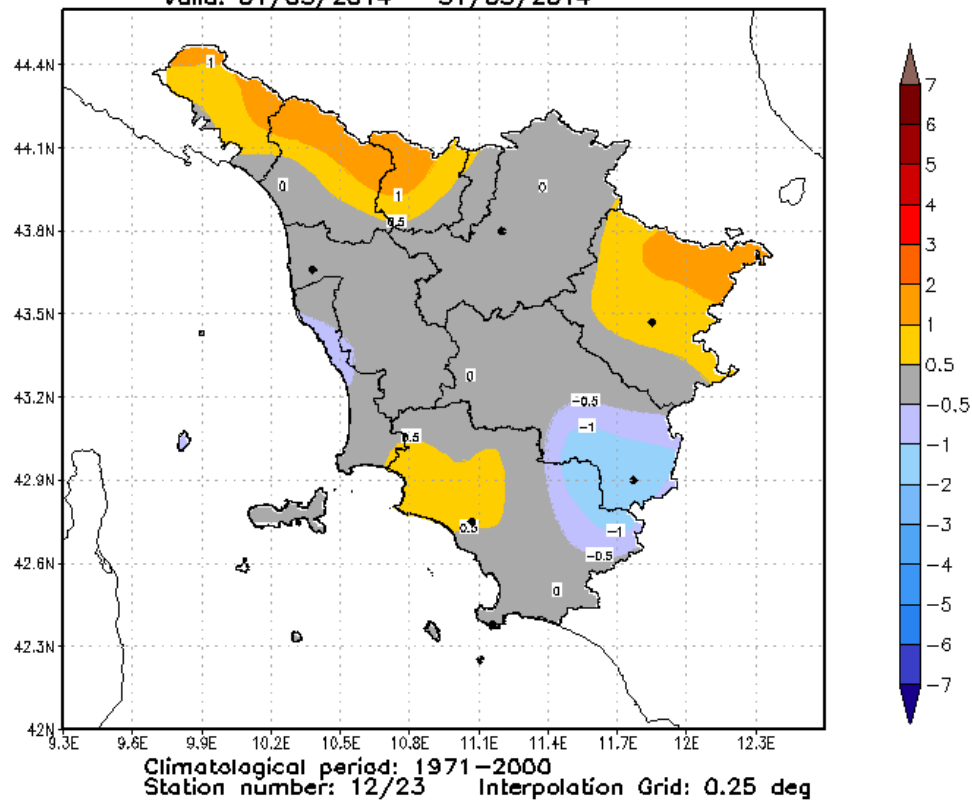 Valid:
44.4N
44.1N
43.8N
43.5N
43.2N
42.9N
42.6N
42.3N
42N
1
0
0
1
0.5
0
-0.5
-1
0.5
0.5
-1
-0.5
0
7
6
5
4
3
2
1
0.5
-0.5
-1
-2
-3
-4
-5
-6
-7
9.3E 9.6E 9.9E 10.2E 10.5E 10.8E 11.1E 11.4E 11.7E 12E 12.3E
Climatological period: 1971-2000
Station number: 12/23 Interpolation Grid: 0.25 deg